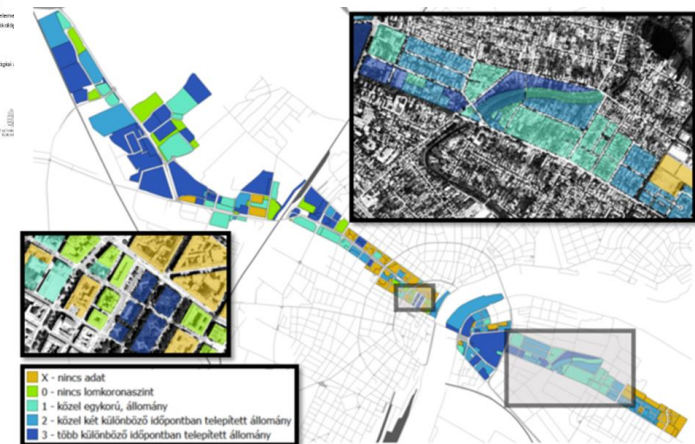 X - nincs adat
0 - nincs lomkoronaszint
1 - közel egykorú, állomány
2 - közel két különböző időpontban telepített állomány
3 - több különböző időpontban telepített állomány